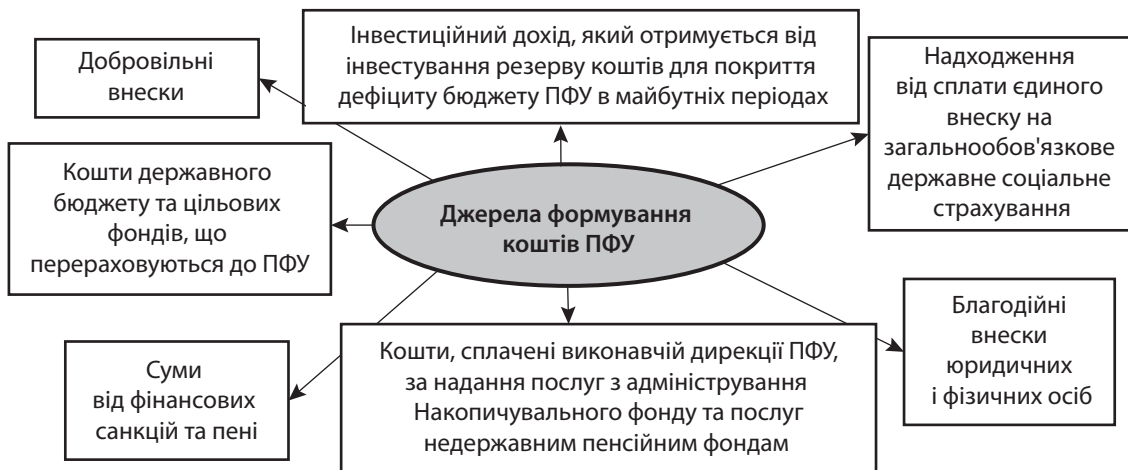 Добровільні
внески
Інвестиційний дохід, який отримується від
інвестування резерву коштів для покриття
дефіциту бюджету ПФУ в майбутніх періодах
Надходження
від сплати єдиного
внеску на
загальнообов'язкове
державне соціальне
страхування
Кошти державного
бюджету та цільових
фондів, що
перераховуються до ПФУ
Джерела формування
коштів ПФУ
Суми
від фінансових
санкцій та пені
Кошти, сплачені виконавчій дирекції ПФУ,
за надання послуг з адміністрування
Накопичувального фонду та послуг
недержавним пенсійним фондам
Благодійні
внески
юридичних
і фізичних осіб